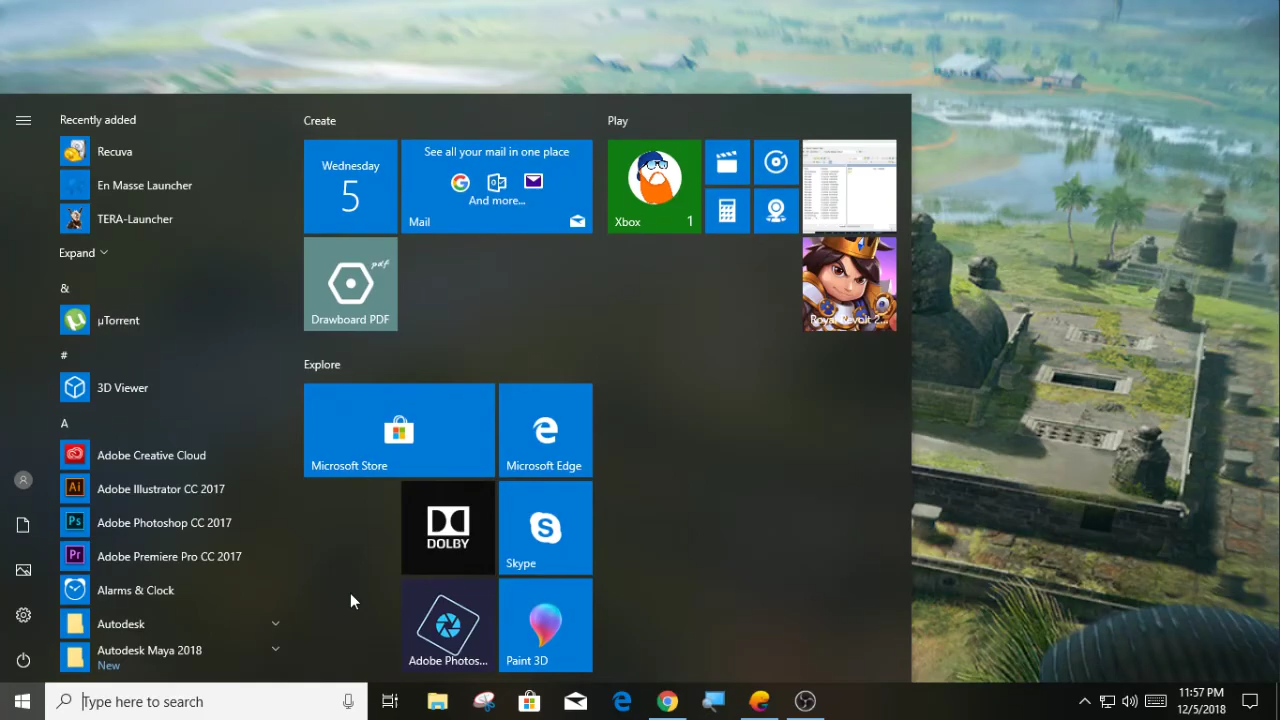 Recently added
Recuva
En Masse Launcher
TERA-Launcher
Expand
&
µTorrent
#
3D Viewer
A
Adobe Creative Cloud
Ai
Adobe Illustrator CC 2017
Ps
Adobe Photoshop CC 2017
Pr
Adobe Premiere Pro CC 2017
Alarms & Clock
Autodesk
Autodesk Maya 2018
New
Create
Wednesday
5
See all your mail in one place
And more...
Mail
pdf
Drawboard PDF
Explore
Microsoft Store
Microsoft Edge
DOLBY
Skype
Adobe Photos...
Paint 3D
Play
Xbox 1
Royal Revolt 2...
Type here to search
11:57 PM
12/5/2018